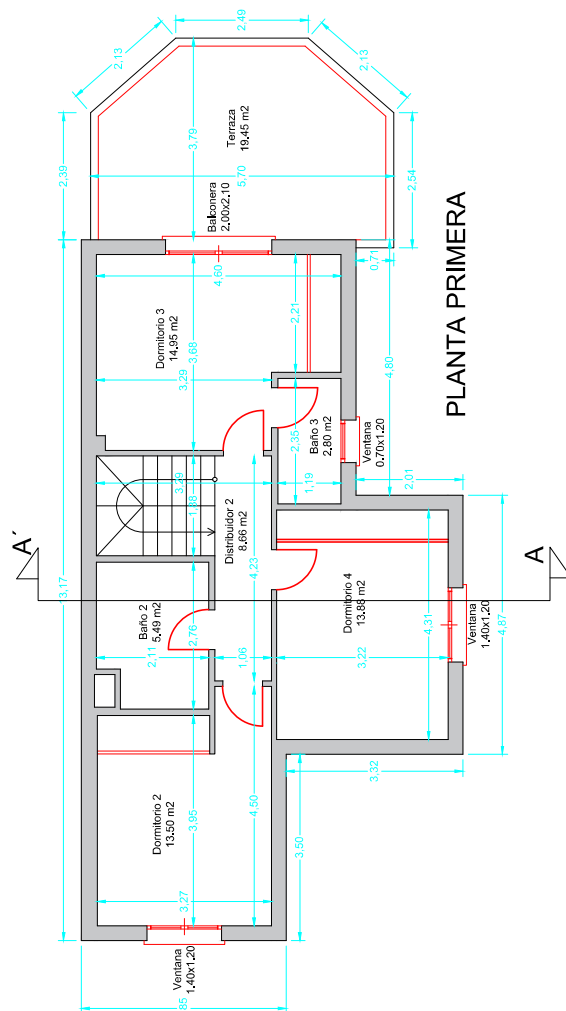 2,49
2,13
2,13
Terraza
19.45 m2
3,79
2,39
5,70
2,54
Balconera
2,00x2,10
PLANTA PRIMERA
0,71
4,60
2,21
Dormitorio 3
14.95 m2
3,68
3,29
4,80
2,35
Baño 3
2.80 m2
Ventana
0.70x1.20
1,19
2,01
3,29
1,88
Distribuidor 2
8.66 m2
A´
A
13,17
4,23
Baño 2
5.49 m2
2,76
2,11
1,06
Dormitorio 4
13.88 m2
4,31
3,22
Ventana
1.40x1.20
4,87
3,32
Dormitorio 2
13.50 m2
3,95
4,50
3,50
3,27
Ventana
1.40x1.20